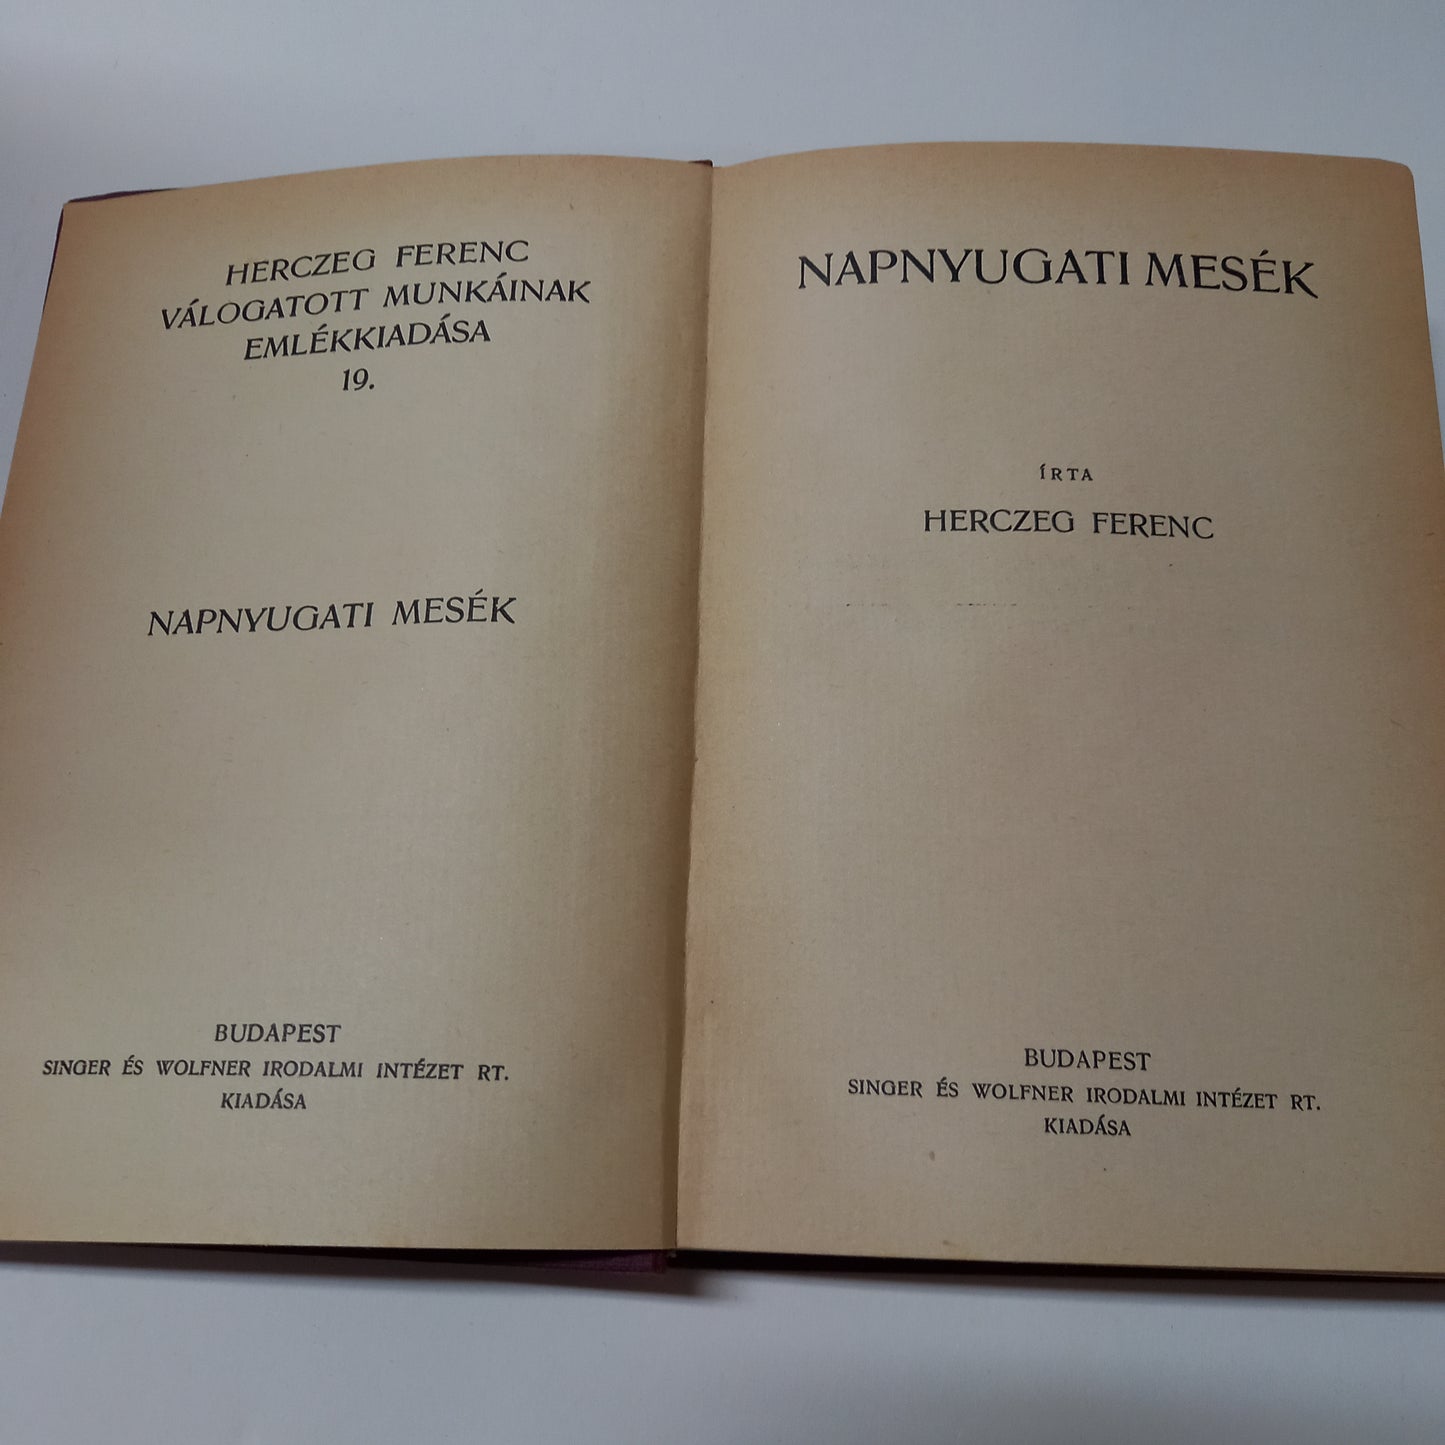 HERCZEG FERENC
VÁLOGATOTT MUNKÁINAK
EMLÉKKIADÁSA
19.
NAPNYUGATI MESÉK
BUDAPEST
SINGER ÉS WOLFNER IRODALMI INTÉZET RT.
KIADÁSA
NAPNYUGATI MESÉK
ÍRTA
HERCZEG FERENC
BUDAPEST
SINGER ÉS WOLFNER IRODALMI INTÉZET RT.
KIADÁSA